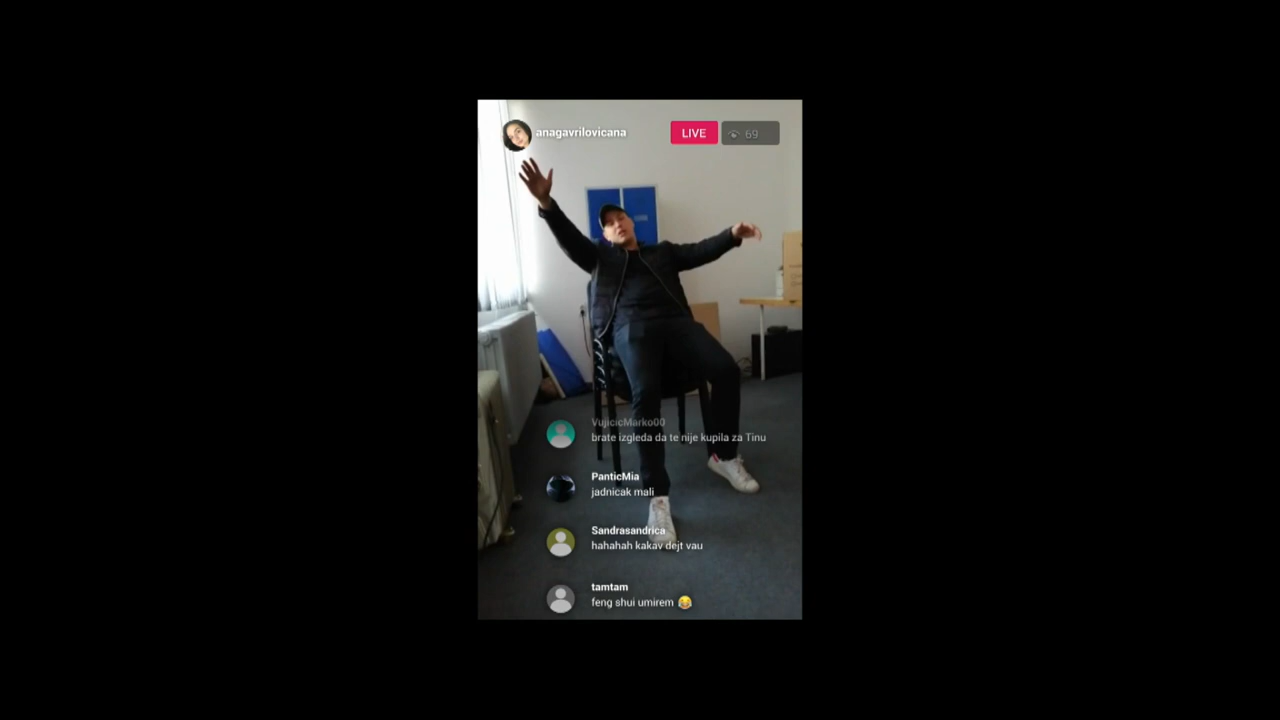 anagavrilovicana
LIVE
69
VujicicMarko00
brate izgleda da te nije kupila za Tinu
PanticMia
jadnicak mali
Sandrasandrica
hahahah kakav dejt vau
tamtam
feng shui umirem 😂